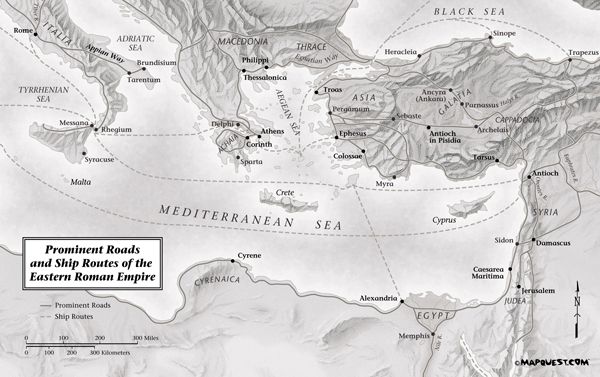 BLACK SEA
Sinope
ADRIATIC
SEA
Rome
ITALIA
Appian Way
MACEDONIA
THRACE
Heracleia
Trapezus
Egnatian Way
Brundisium
Philippi
Tarentum
Thessalonica
TYRRHENIAN
SEA
Troas
ASIA
Ancyra
(Ankara)
GALATIA
Parnassus
Halys R.
AEGEAN SEA
Pergamum
Sebaste
CAPPADOCIA
Messana
Rhegium
Delphi
Athens
Ephesus
Antioch
in Pisidia
Archelais
ACHAIA
Corinth
Syracuse
Sparta
Colossae
Tarsus
Euphrates R.
Malta
Myra
Antioch
Orontes R.
Crete
MEDITERRANEAN SEA
Cyprus
SYRIA
Prominent Roads
and Ship Routes of the
Eastern Roman Empire
Sidon
Damascus
Cyrene
CYRENAICA
Caesarea
Maritima
Jerusalem
JUDEA
Alexandria
EGYPT
Memphis
Nile R.
N
Prominent Roads
Ship Routes
0 100 200 300 Miles
0 100 200 300 Kilometers
©MAPQUEST.COM